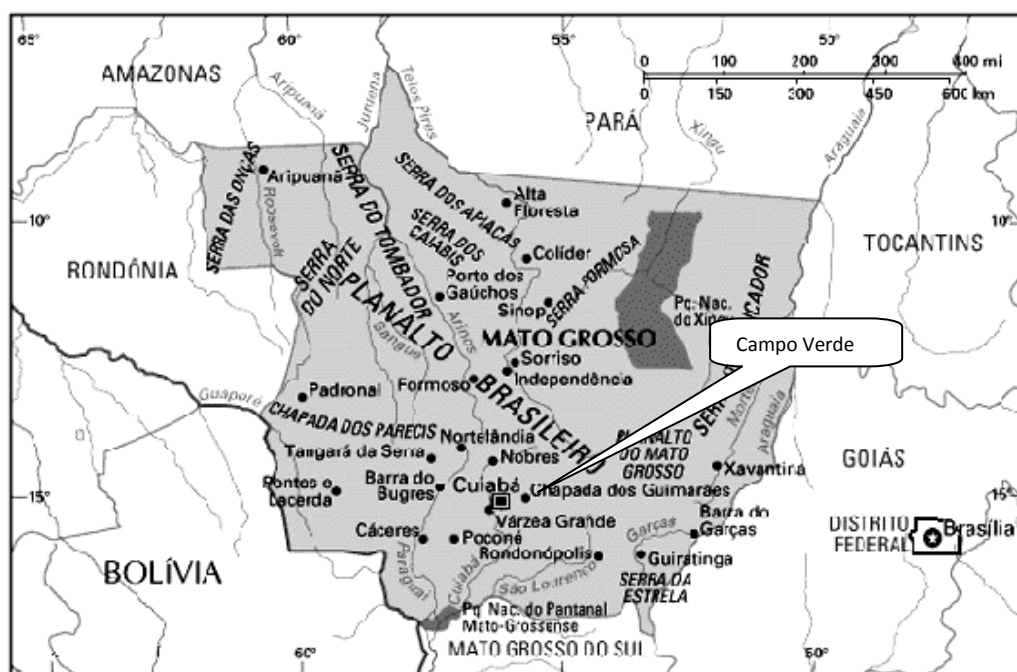 65°
60°
55°
50°
AMAZONAS
0 100 200 300 400 mi
0 150 200 450 600 km
Aripuanã
Juruena
Teles Pires
PARÁ
Xingu
Araguaia
SERRA DAS ONÇAS
Aripuanã
Roosevelt
SERRA DO TOMBADOR
SERRA DOS APIACÁS
Alta
Floresta
10°
10°
SERRA DOS
CAIABIS
Colíder
TOCANTINS
RONDÔNIA
SERRA
DO NORTE
Porto dos
Gaúchos
Sinop
SERRA FORMOSA
PLANALTO
Arinos
Sangue
Pq. Nac.
do Xingu
MATO GROSSO
Campo Verde
Sorriso
Independência
Formoso
BRASILEIRO
Padronal
Guaporé
CHAPADA DOS PARECIS
Nortelândia
PLANALTO
DO MATO
GROSSO
SERRA
Araguaia
Tangará da Serra
Nobres
Xavantina
GOIÁS
Pontes e
Lacerda
Barra do
Bugres
Cuiabá
Chapada dos Guimarães
15°
15°
Várzea Grande
Barra do
Garças
Garças
DISTRITO
FEDERAL
Brasília
Cáceres
Poconé
Rondonópolis
Guiratinga
BOLÍVIA
Paraguai
Cuiabá
São Lourenço
SERRA DA
ESTRELA
Pq. Nac. do Pantanal
Mato-Grossense
MATO GROSSO DO SUL
60°
50°